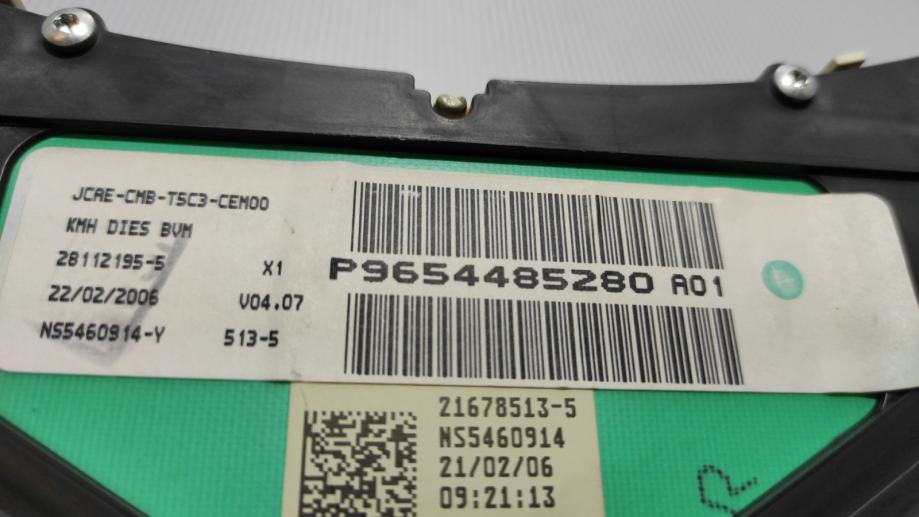 JCAE-CMB-T5C3-CEM00
KMH DIES BVM
28112195-5 X1
22/02/2006 V04.07
NS5460914-Y 513-5
P9654485280 A01
21678513-5
NS5460914
21/02/06
09:21:13